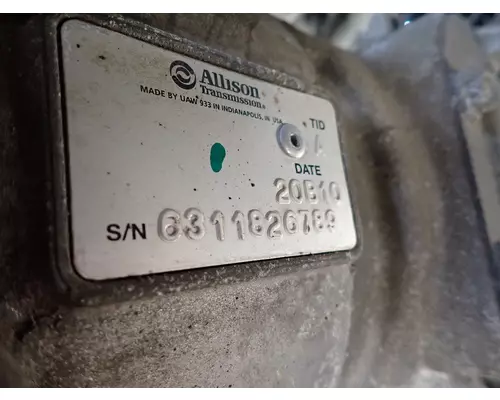 Allison
Transmission®
MADE BY UAW 933 IN INDIANAPOLIS, IN USA
TID
A
DATE
20B10
S/N 6311826789